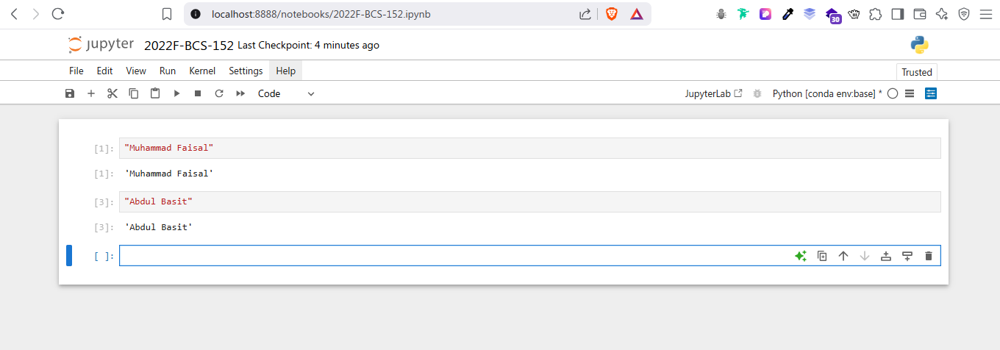 localhost:8888/notebooks/2022F-BCS-152.ipynb
30
jupyter 2022F-BCS-152 Last Checkpoint: 4 minutes ago
File Edit View Run Kernel Settings Help
Trusted
Code JupyterLab Python [conda env:base] *
[1]: "Muhammad Faisal"
[1]: 'Muhammad Faisal'
[3]: "Abdul Basit"
[3]: 'Abdul Basit'
[ ]: